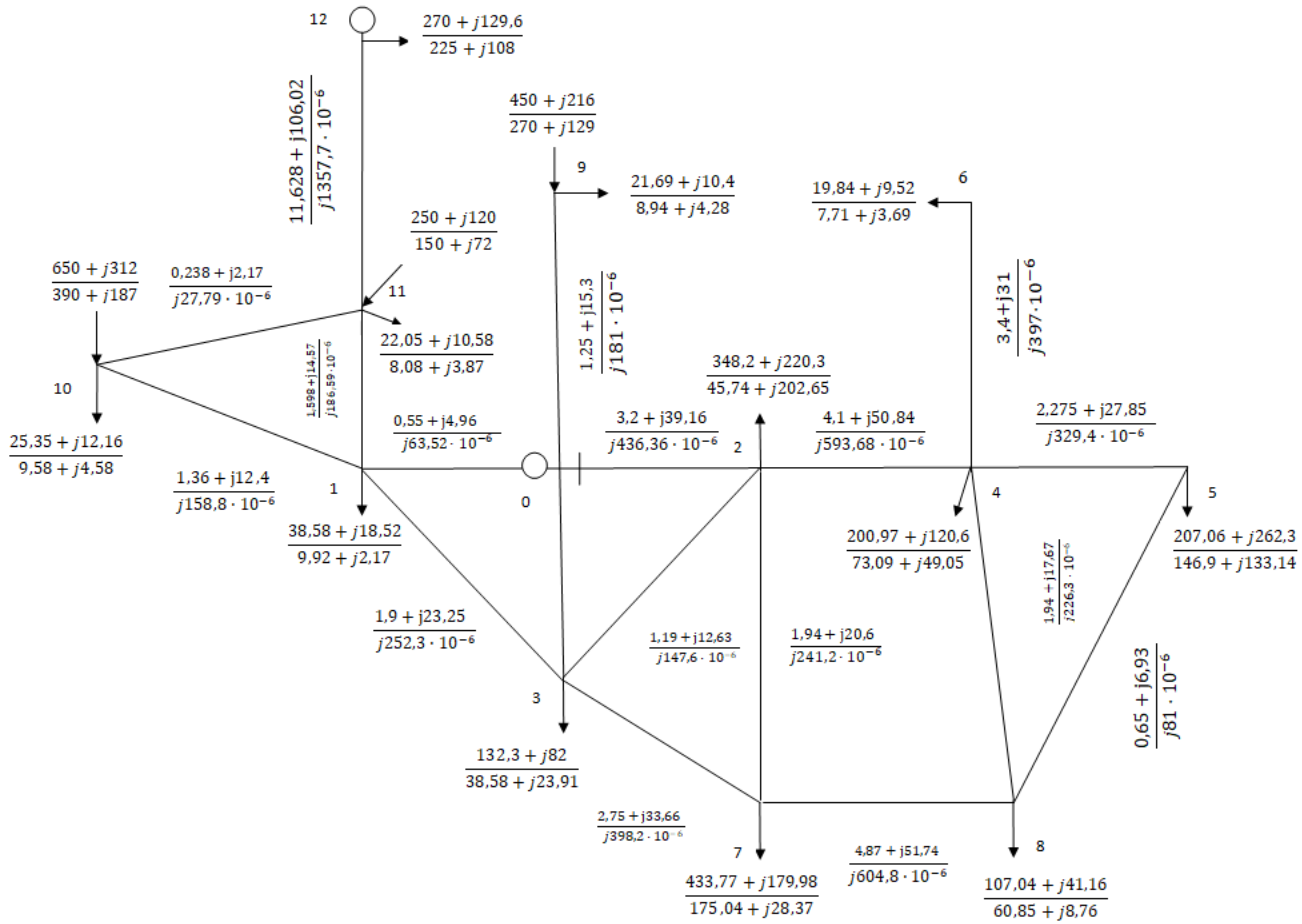 12
270 + j129,6
225 + j108
11,628 + j106,02
j1357,7 · 10⁻⁶
450 + j216
270 + j129
9
21,69 + j10,4
8,94 + j4,28
19,84 + j9,52
7,71 + j3,69
6
250 + j120
150 + j72
650 + j312
390 + j187
0,238 + j2,17
j27,79 · 10⁻⁶
11
1,25 + j15,3
j181 · 10⁻⁶
3,4+j31
j397·10⁻⁶
22,05 + j10,58
8,08 + j3,87
1,598 + j14,57
j186,59·10⁻⁶
10
348,2 + j220,3
45,74 + j202,65
25,35 + j12,16
9,58 + j4,58
0,55 + j4,96
j63,52 · 10⁻⁶
3,2 + j39,16
j436,36 · 10⁻⁶
2
4,1 + j50,84
j593,68 · 10⁻⁶
2,275 + j27,85
j329,4 · 10⁻⁶
1,36 + j12,4
j158,8 · 10⁻⁶
1
0
4
5
38,58 + j18,52
9,92 + j2,17
200,97 + j120,6
73,09 + j49,05
207,06 + j262,3
146,9 + j133,14
1,94 + j17,67
j226,3 · 10⁻⁶
1,9 + j23,25
j252,3 · 10⁻⁶
1,19 + j12,63
j147,6 · 10⁻⁶
1,94 + j20,6
j241,2 · 10⁻⁶
0,65 + j6,93
j81 · 10⁻⁶
3
132,3 + j82
38,58 + j23,91
2,75 + j33,66
j398,2 · 10⁻⁶
7
4,87 + j51,74
j604,8 · 10⁻⁶
8
433,77 + j179,98
175,04 + j28,37
107,04 + j41,16
60,85 + j8,76